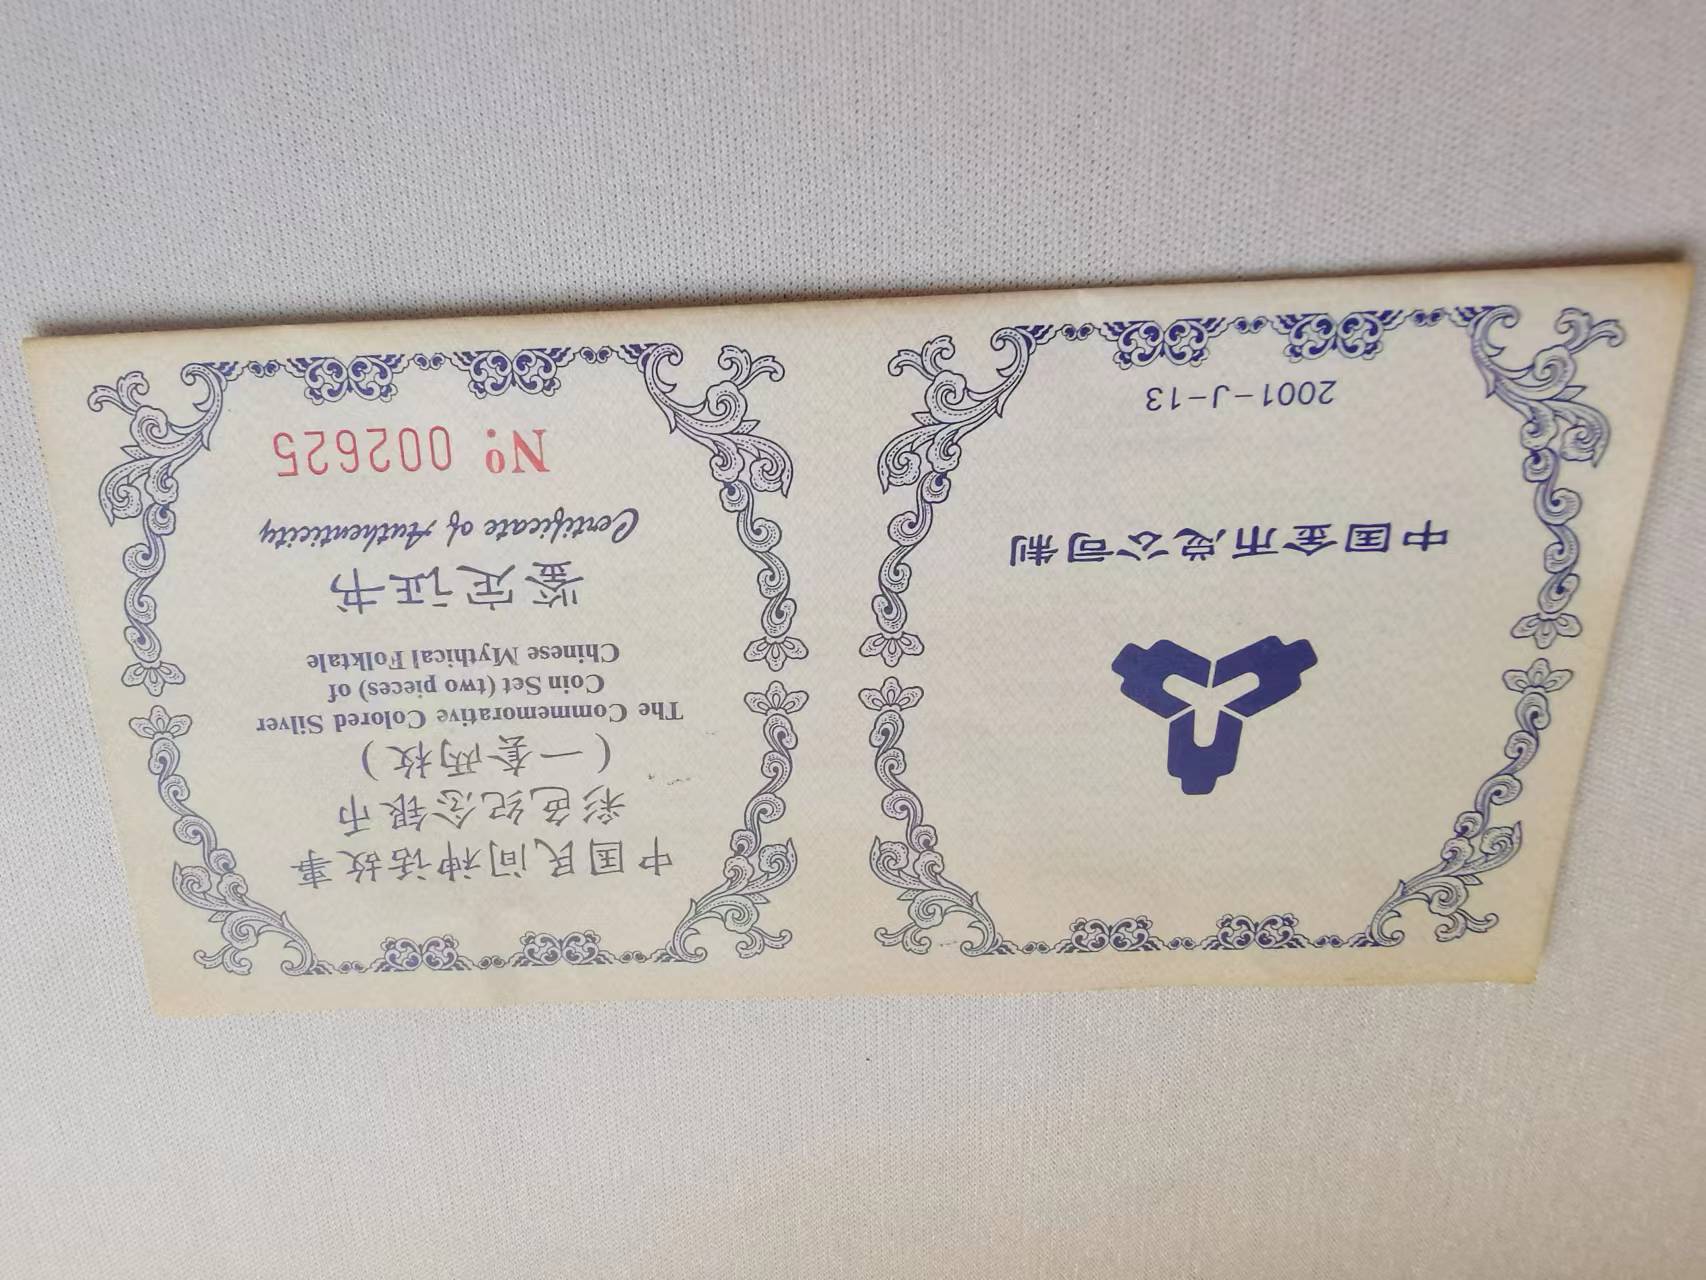 中国金币总公司制
2001-J-13
中国民间神话故事
彩色纪念银币
（一套两枚）
The Commemorative Colored Silver
Coin Set (two pieces) of
Chinese Mythical Folktale
鉴定证书
Certificate of Authenticity
Nº 002625